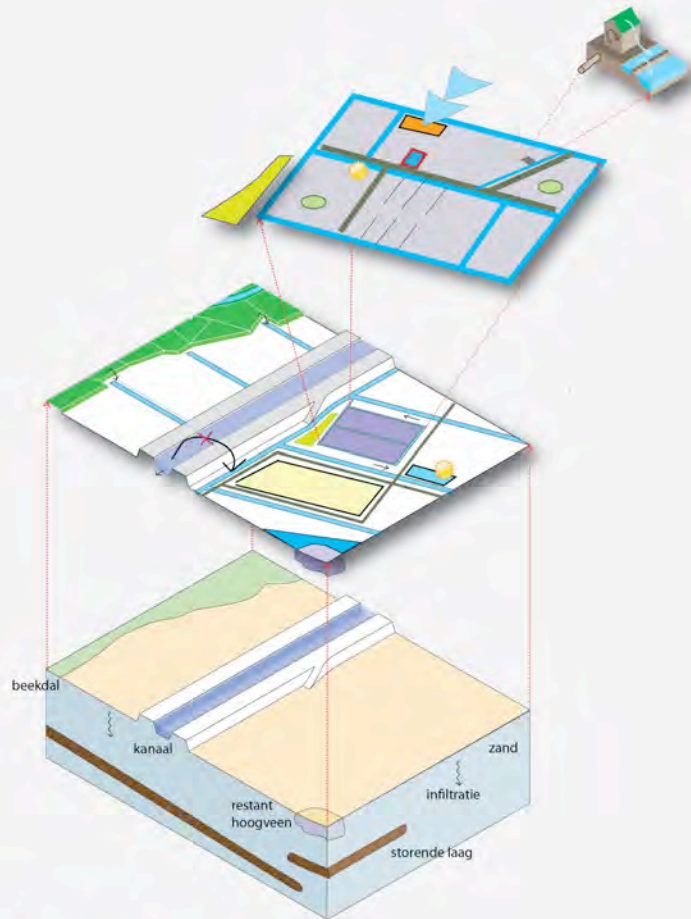 beekdal
kanaal
zand
infiltratie
restant
hoogveen
storende laag